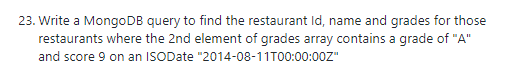 23. Write a MongoDB query to find the restaurant Id, name and grades for those
restaurants where the 2nd element of grades array contains a grade of "A"
and score 9 on an ISODate "2014-08-11T00:00:00Z"